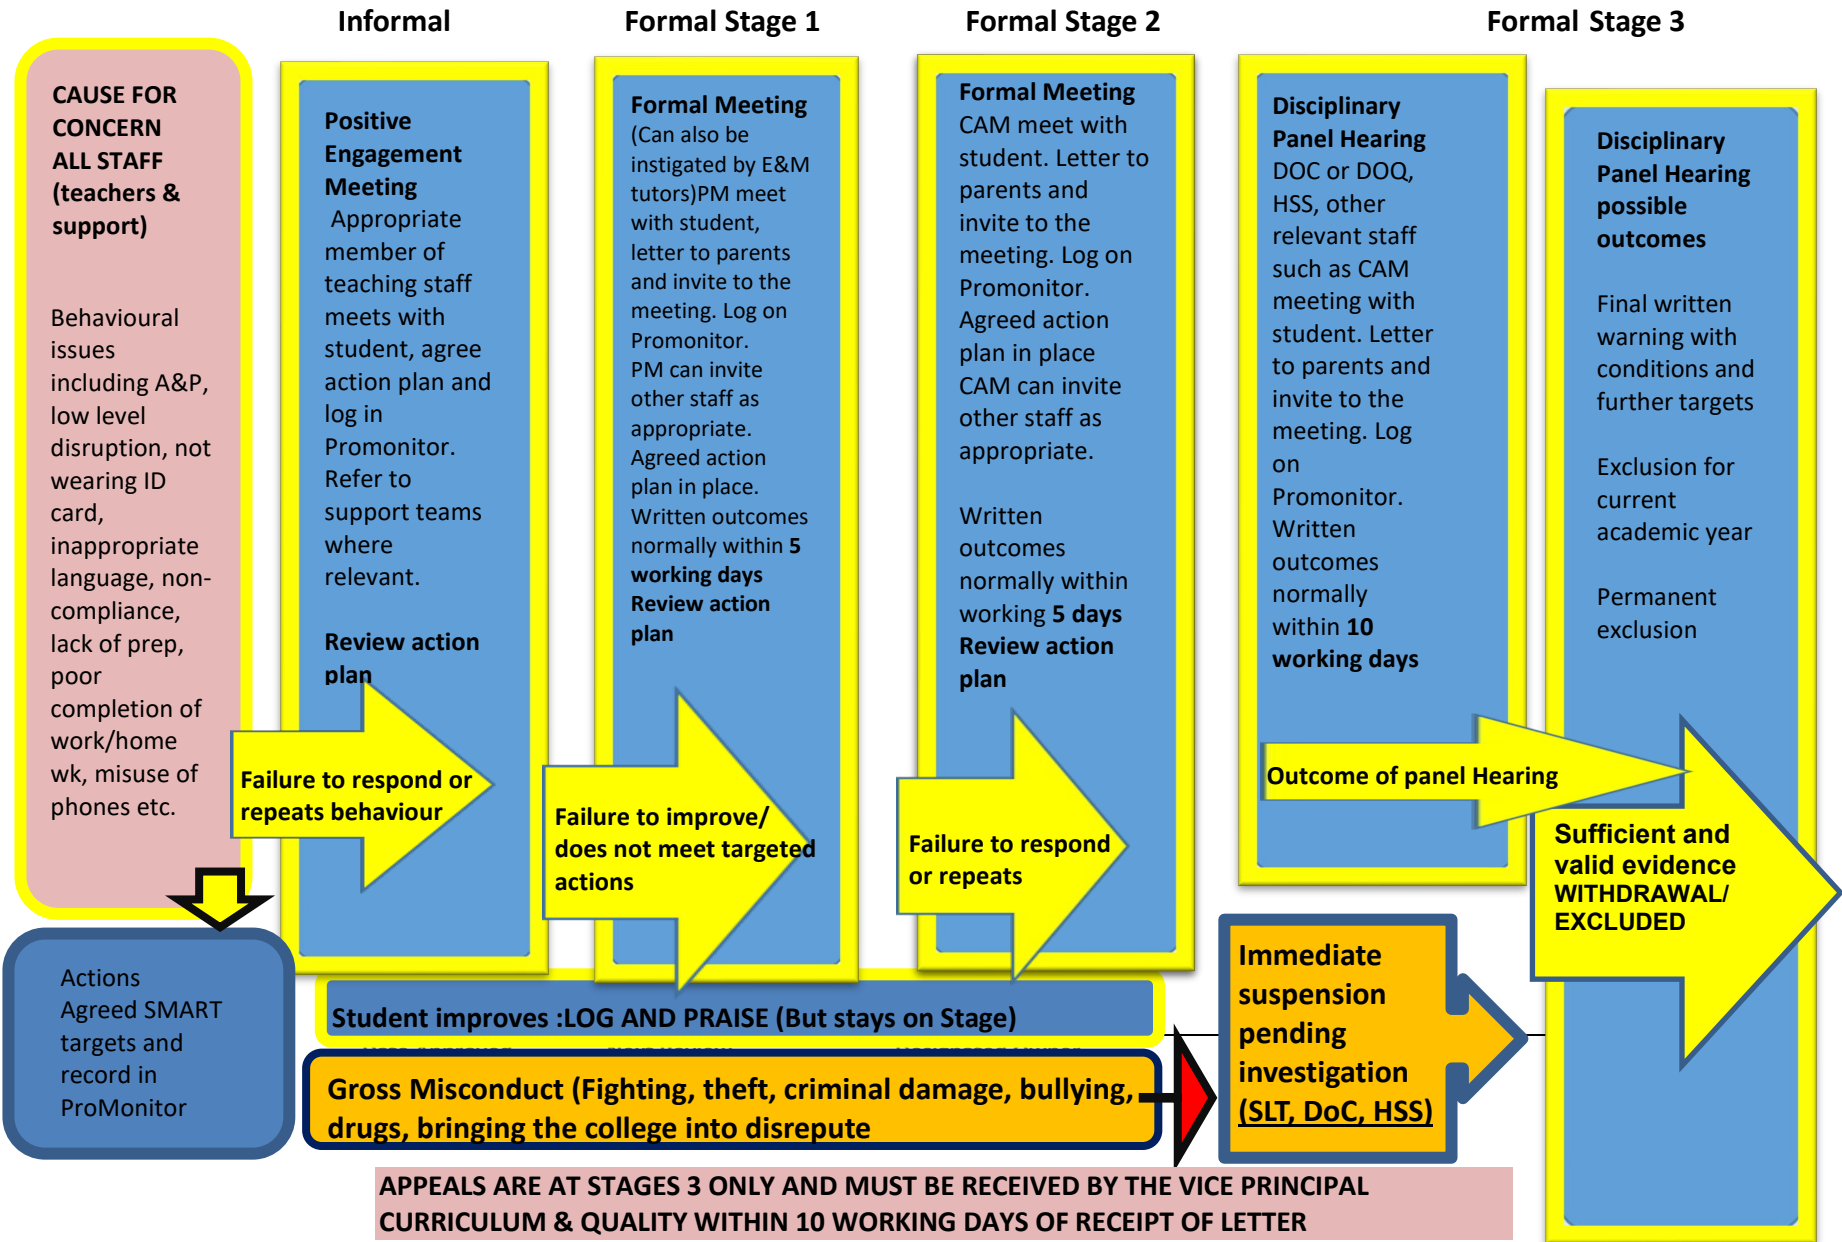 Informal
Formal Stage 1
Formal Stage 2
Formal Stage 3
CAUSE FOR
CONCERN
ALL STAFF
(teachers &
support)
Behavioural
issues
including A&P,
low level
disruption, not
wearing ID
card,
inappropriate
language, non-
compliance,
lack of prep,
poor
completion of
work/home
wk, misuse of
phones etc.
Actions
Agreed SMART
targets and
record in
ProMonitor
Positive
Engagement
Meeting
Appropriate
member of
teaching staff
meets with
student, agree
action plan and
log in
Promonitor.
Refer to
support teams
where
relevant.
Review action
plan
Failure to respond or
repeats behaviour
Formal Meeting
(Can also be
instigated by E&M
tutors)PM meet
with student,
letter to parents
and invite to the
meeting. Log on
Promonitor.
PM can invite
other staff as
appropriate.
Agreed action
plan in place.
Written outcomes
normally within 5
working days
Review action
plan
Failure to improve/
does not meet targeted
actions
Formal Meeting
CAM meet with
student. Letter to
parents and
invite to the
meeting. Log on
Promonitor.
Agreed action
plan in place
CAM can invite
other staff as
appropriate.
Written
outcomes
normally within
working 5 days
Review action
plan
Failure to respond
or repeats
Disciplinary
Panel Hearing
DOC or DOQ,
HSS, other
relevant staff
such as CAM
meeting with
student. Letter
to parents and
invite to the
meeting. Log
on
Promonitor.
Written
outcomes
normally
within 10
working days
Outcome of panel Hearing
Disciplinary
Panel Hearing
possible
outcomes
Final written
warning with
conditions and
further targets
Exclusion for
current
academic year
Permanent
exclusion
Sufficient and
valid evidence
WITHDRAWAL/
EXCLUDED
Student improves :LOG AND PRAISE (But stays on Stage)
Gross Misconduct (Fighting, theft, criminal damage, bullying,
drugs, bringing the college into disrepute
Immediate
suspension
pending
investigation
(SLT, DoC, HSS)
APPEALS ARE AT STAGES 3 ONLY AND MUST BE RECEIVED BY THE VICE PRINCIPAL
CURRICULUM & QUALITY WITHIN 10 WORKING DAYS OF RECEIPT OF LETTER